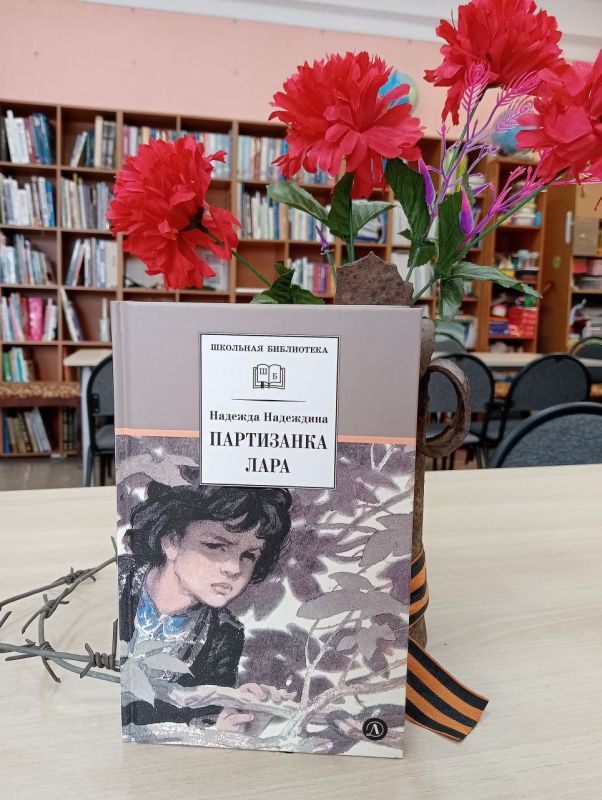 ШКОЛЬНАЯ БИБЛИОТЕКА
Ш Б
Надежда Надеждина
ПАРТИЗАНКА
ЛАРА